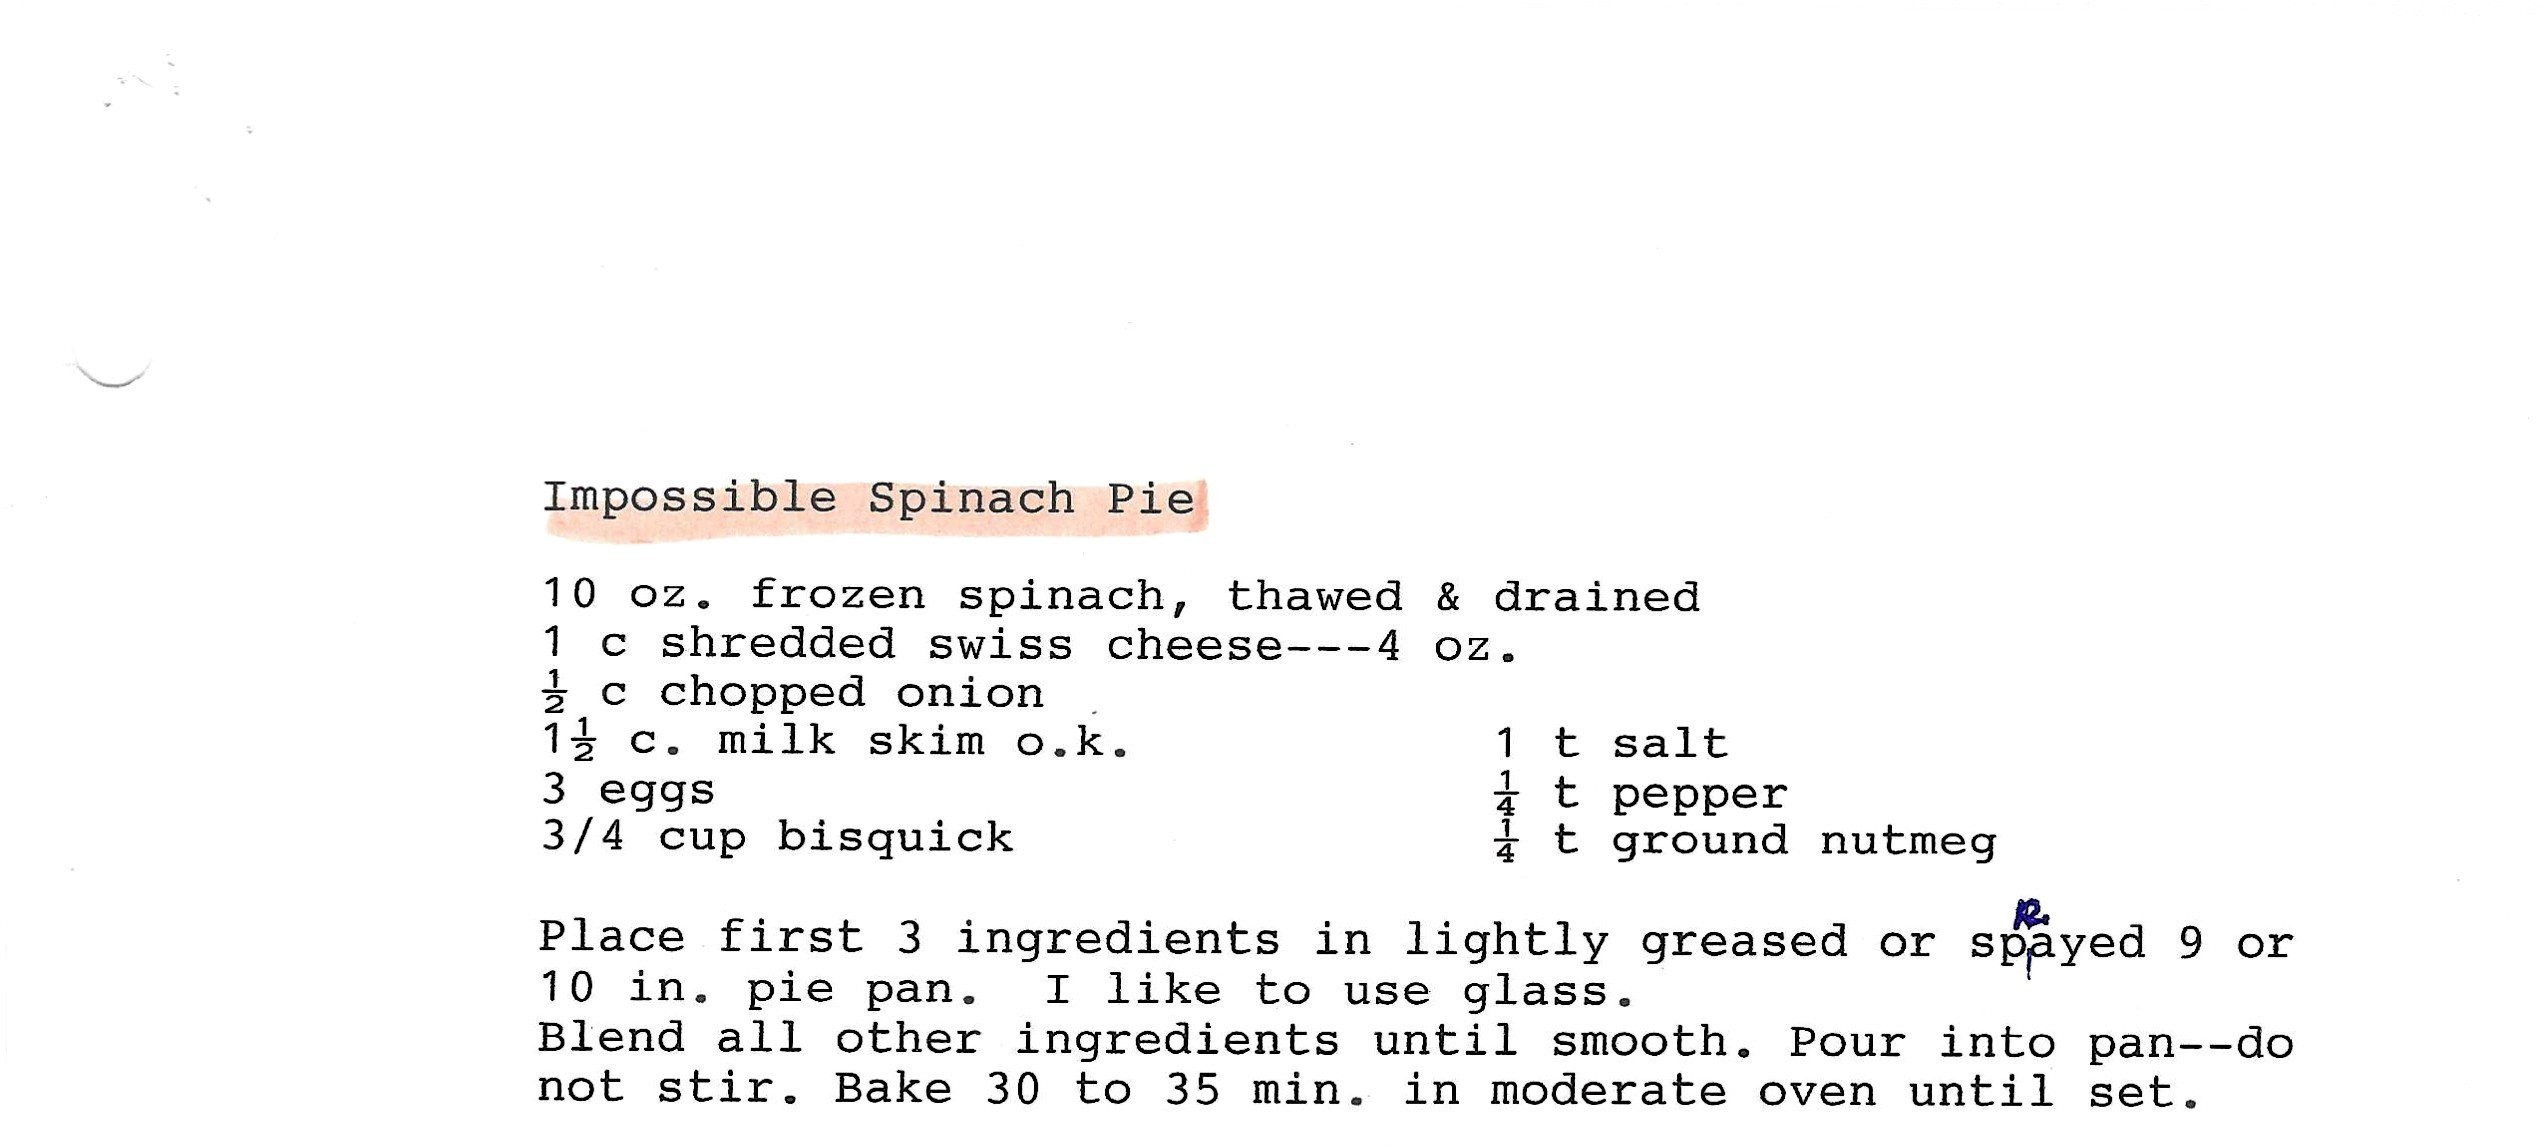 Impossible Spinach Pie
10 oz. frozen spinach, thawed & drained
1 c shredded swiss cheese---4 oz.
½ c chopped onion
1½ c. milk skim o.k.
3 eggs
3/4 cup bisquick
1 t salt
¼ t pepper
¼ t ground nutmeg
Place first 3 ingredients in lightly greased or sprayed 9 or
10 in. pie pan.  I like to use glass.
Blend all other ingredients until smooth. Pour into pan--do
not stir. Bake 30 to 35 min. in moderate oven until set.